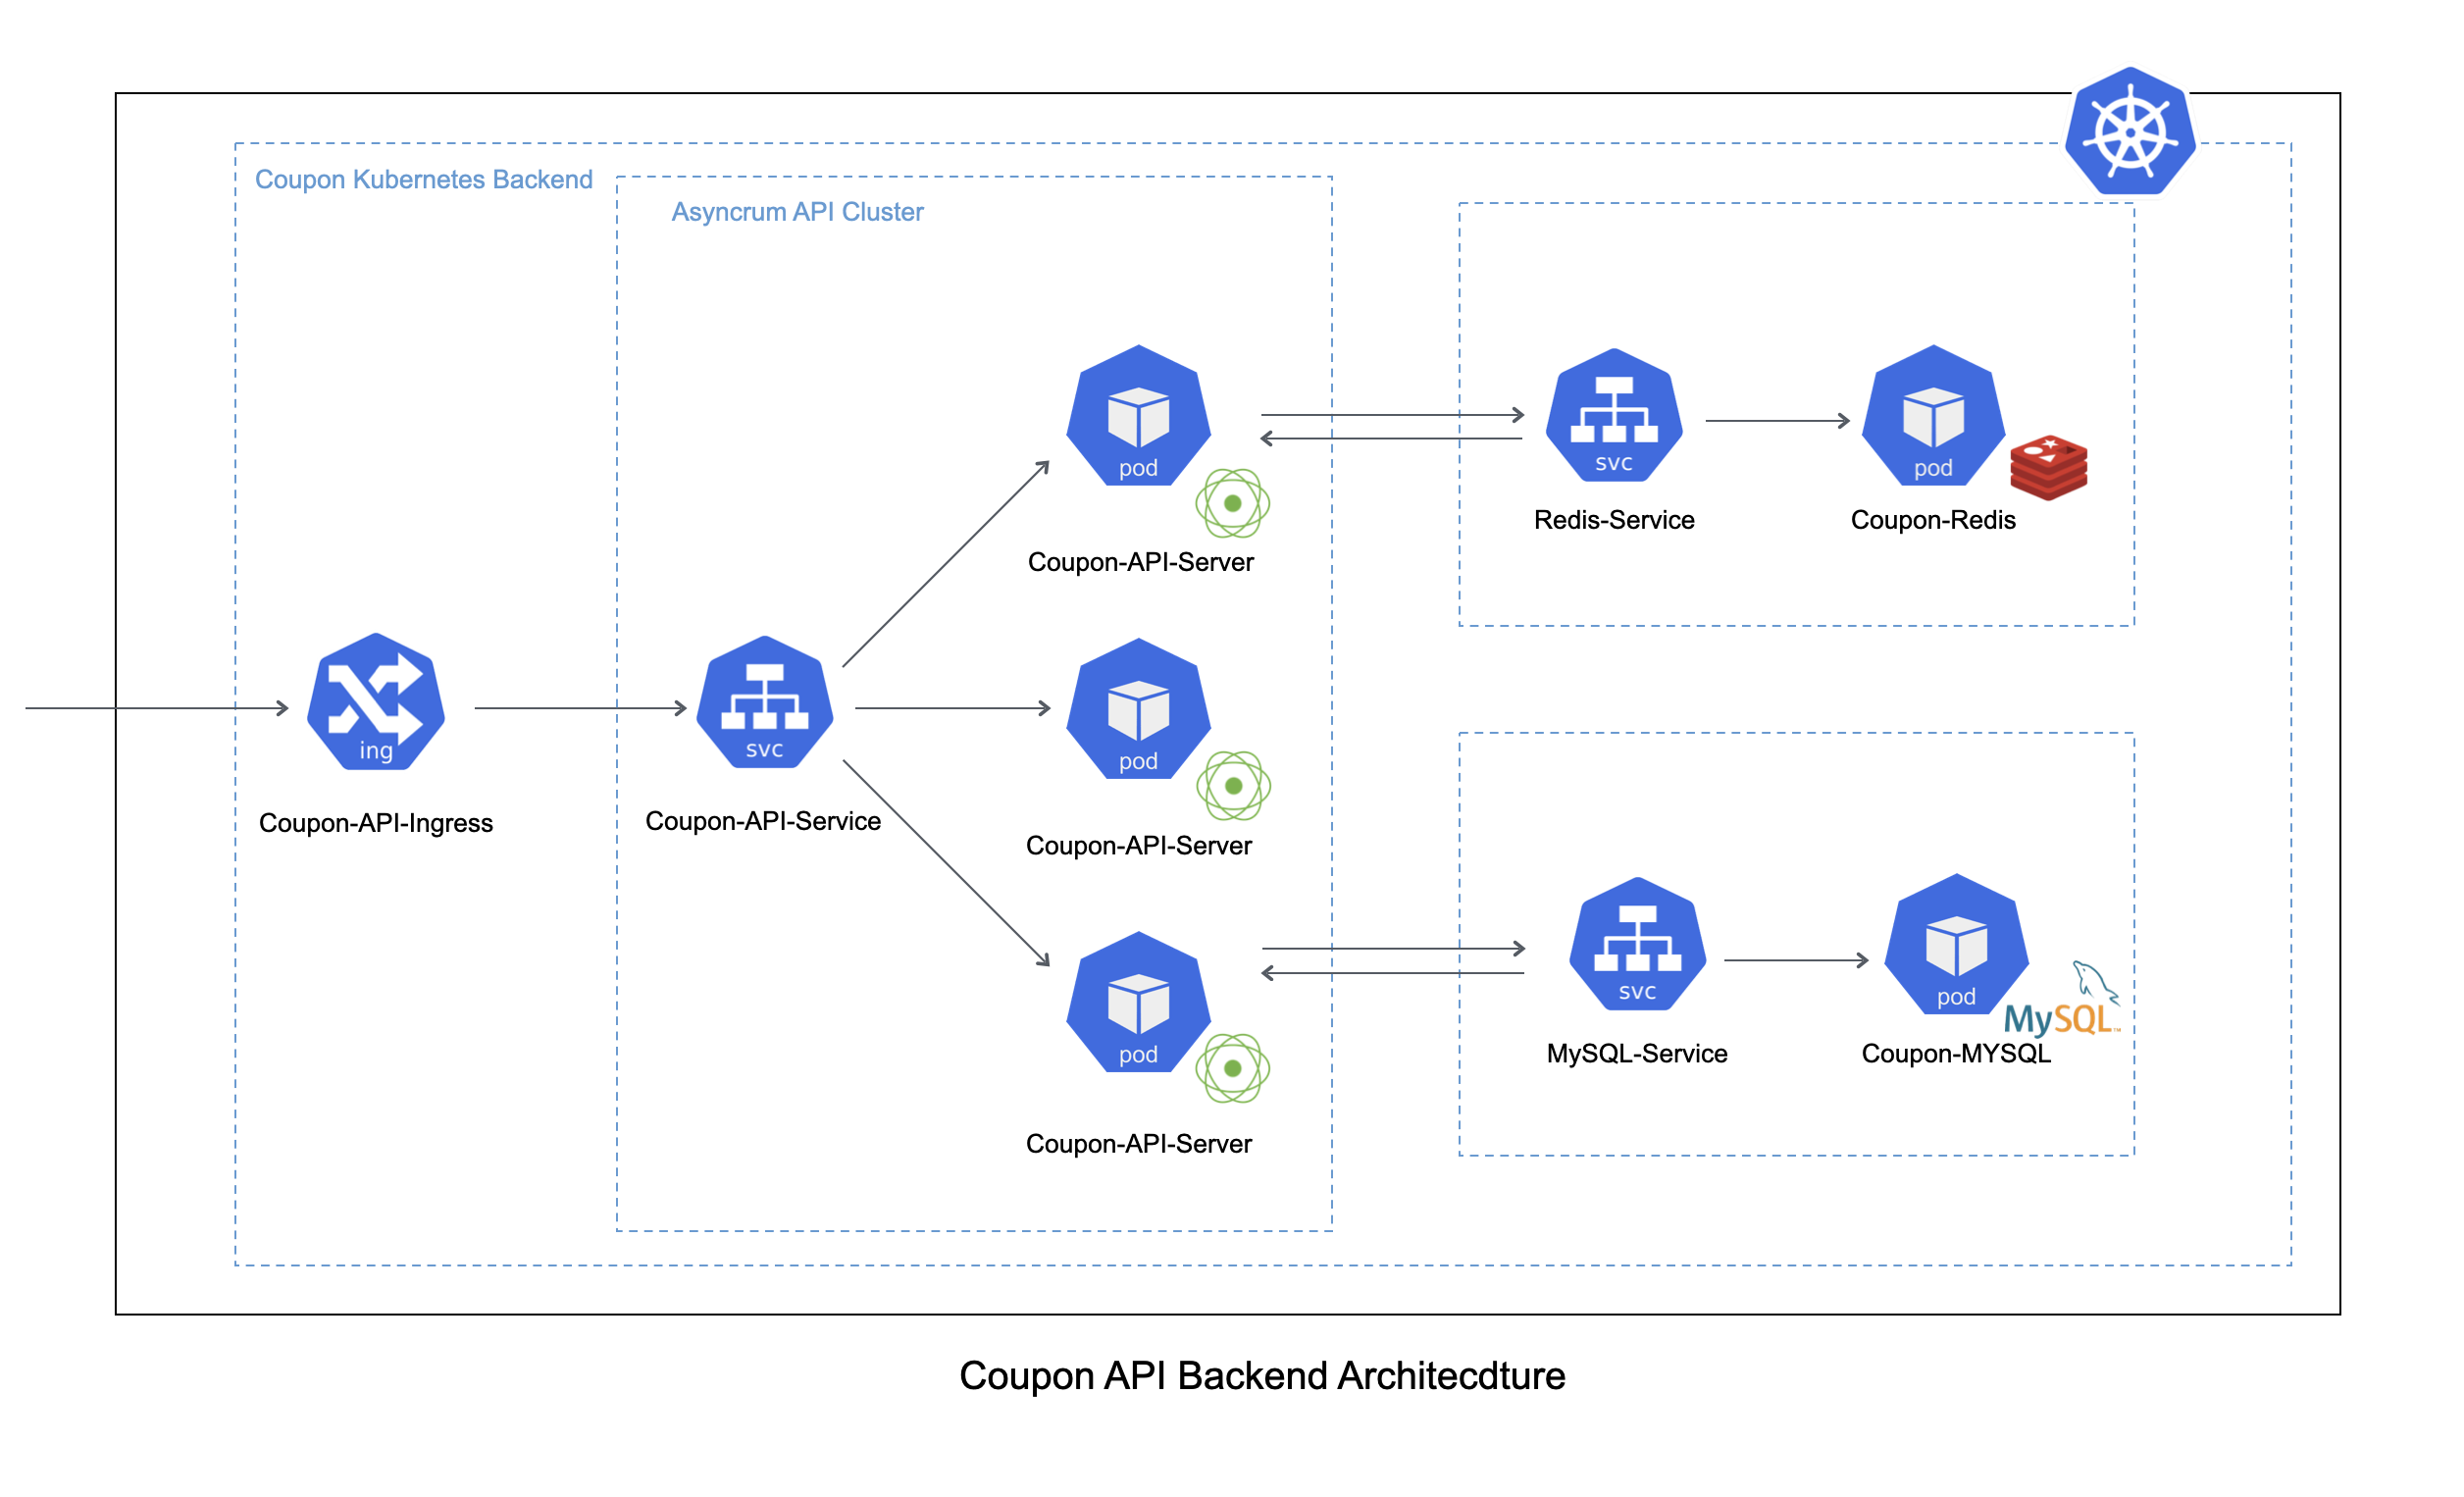 Coupon Kubernetes Backend
Asyncrum API Cluster
pod
Coupon-API-Server
svc
Redis-Service
pod
Coupon-Redis
ing
Coupon-API-Ingress
svc
Coupon-API-Service
pod
Coupon-API-Server
pod
Coupon-API-Server
svc
MySQL-Service
pod
MySQL™
Coupon-MYSQL
Coupon API Backend Architecdture